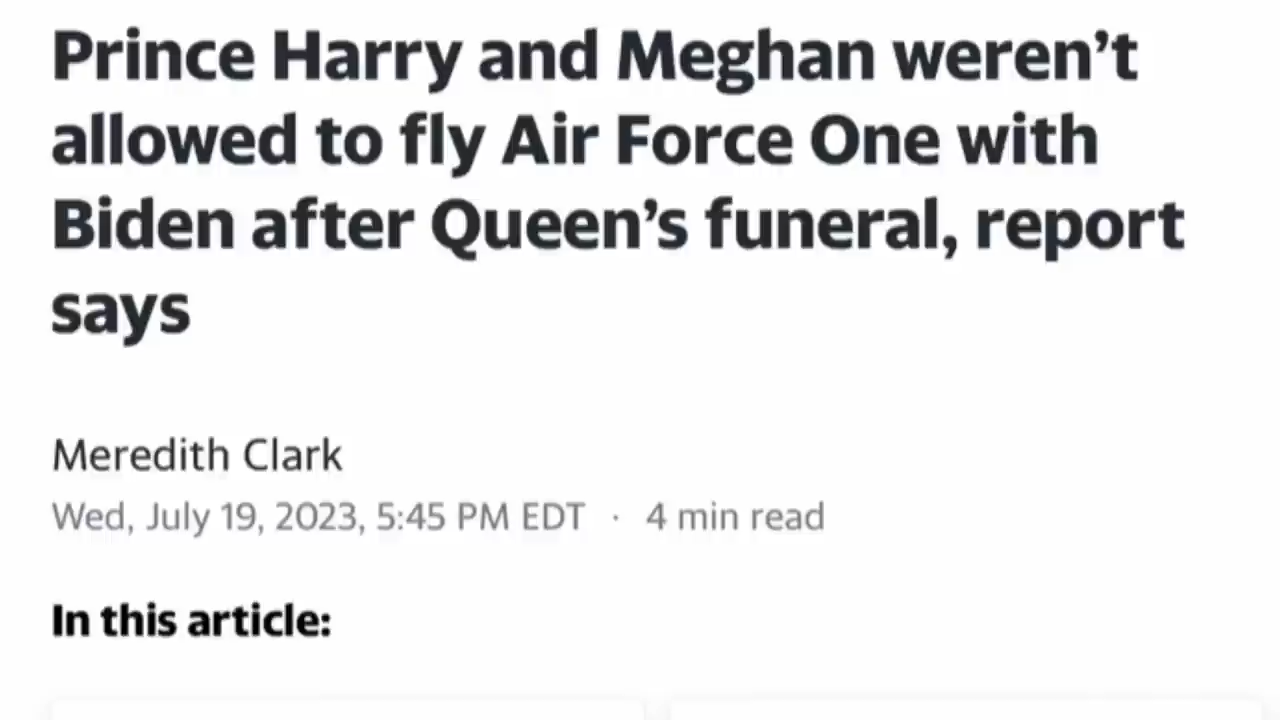 Prince Harry and Meghan weren’t
allowed to fly Air Force One with
Biden after Queen’s funeral, report
says
Meredith Clark
Wed, July 19, 2023, 5:45 PM EDT · 4 min read
In this article: